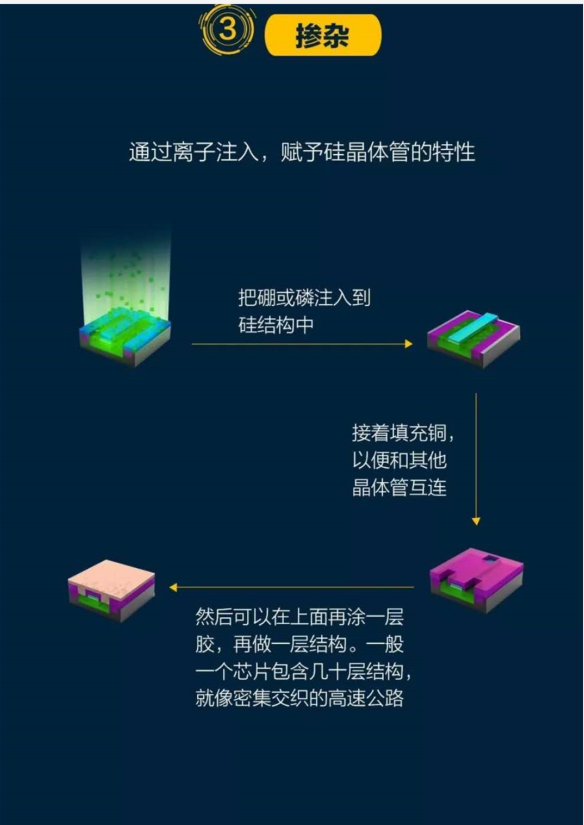 3
掺杂
通过离子注入，赋予硅晶体管的特性
把硼或磷注入到
硅结构中
接着填充铜，
以便和其他
晶体管互连
然后可以在上面再涂一层
胶，再做一层结构。一般
一个芯片包含几十层结构，
就像密集交织的高速公路